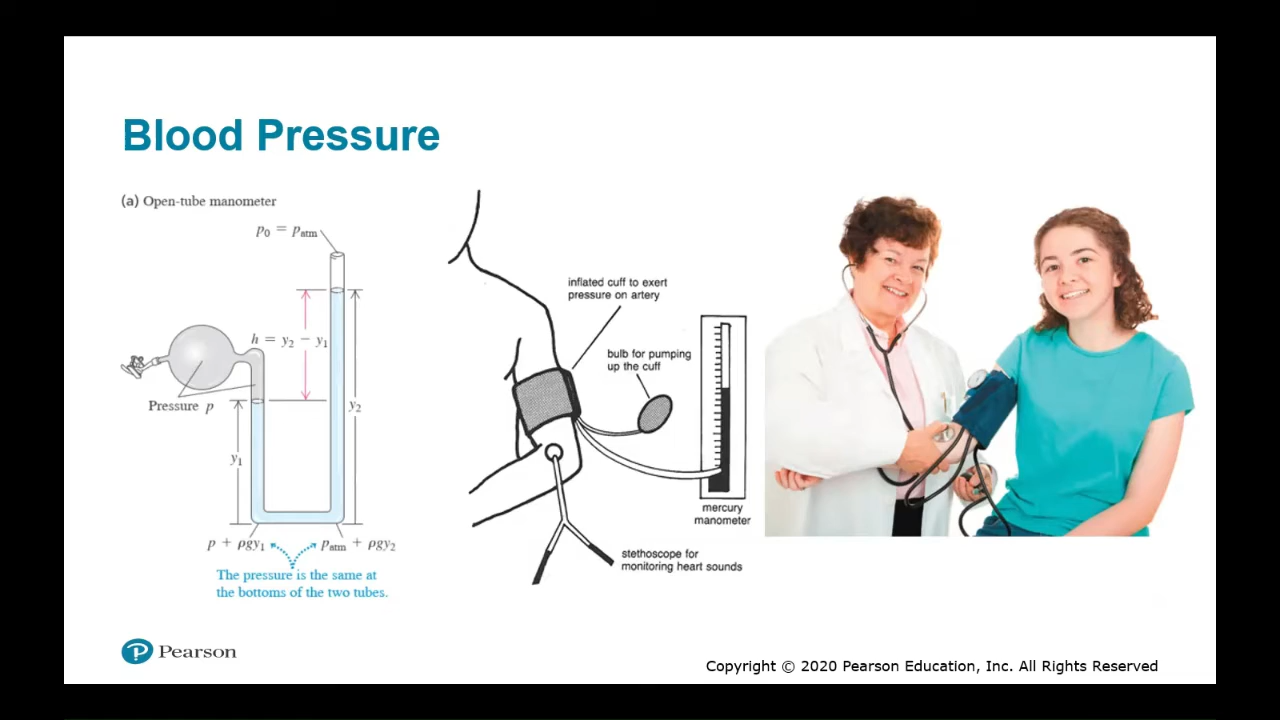 Blood Pressure
(a) Open-tube manometer
p₀ = pₐₜₘ
h = y₂ − y₁
Pressure p
y₁
y₂
p + ρgy₁
pₐₜₘ + ρgy₂
The pressure is the same at
the bottoms of the two tubes.
inflated cuff to exert
pressure on artery
bulb for pumping
up the cuff
mercury
manometer
stethoscope for
monitoring heart sounds
Pearson
Copyright © 2020 Pearson Education, Inc. All Rights Reserved